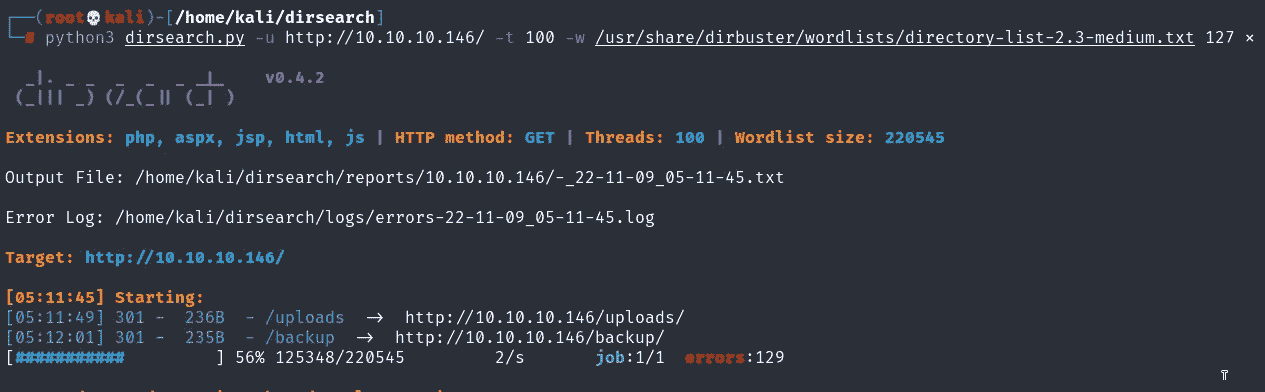 ┌──(root💀kali)-[/home/kali/dirsearch]
└─# python3 dirsearch.py -u http://10.10.10.146/ -t 100 -w /usr/share/dirbuster/wordlists/directory-list-2.3-medium.txt 127 ⨯
  _|. _ _  _  _  _ _|_    v0.4.2
 (_||| _) (/_(_|| (_| )
Extensions: php, aspx, jsp, html, js | HTTP method: GET | Threads: 100 | Wordlist size: 220545
Output File: /home/kali/dirsearch/reports/10.10.10.146/-_22-11-09_05-11-45.txt
Error Log: /home/kali/dirsearch/logs/errors-22-11-09_05-11-45.log
Target: http://10.10.10.146/
[05:11:45] Starting:
[05:11:49] 301 -  236B  - /uploads  ->  http://10.10.10.146/uploads/
[05:12:01] 301 -  235B  - /backup  ->  http://10.10.10.146/backup/
[###########         ] 56% 125348/220545         2/s       job:1/1  errors:129